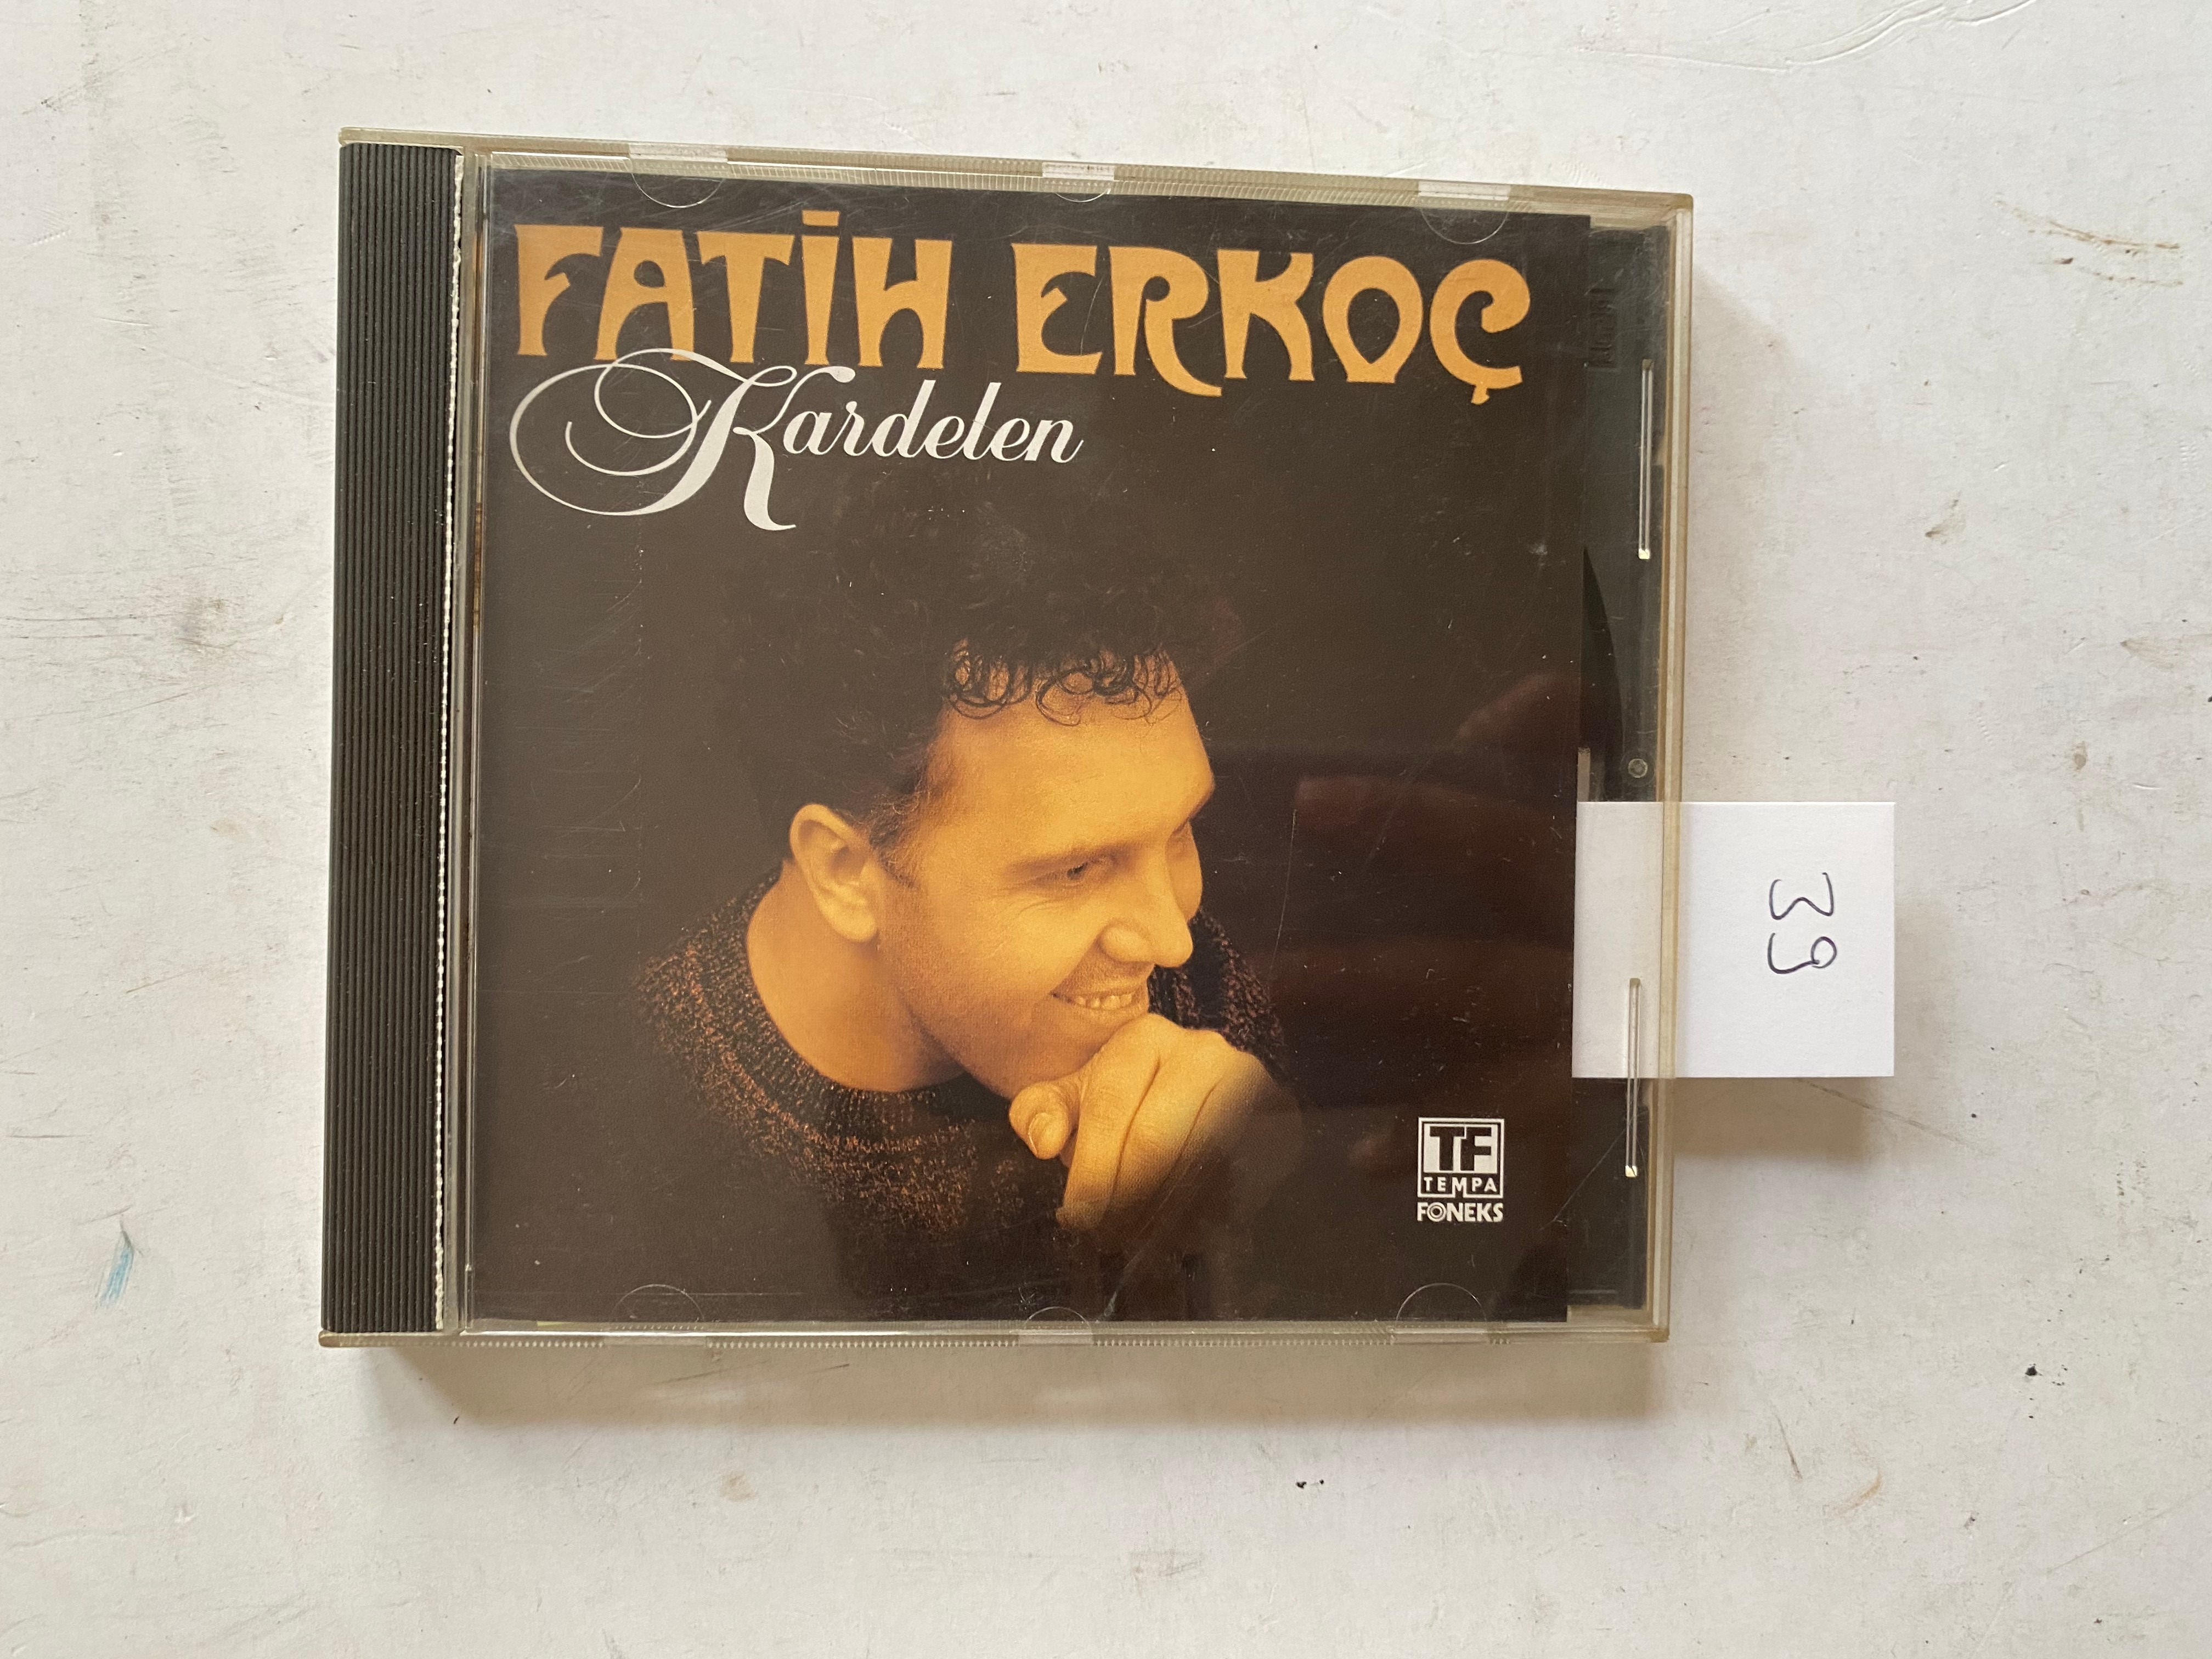 FATİH ERKOÇ
Kardelen
39
TF
TEMPA
FONEKS